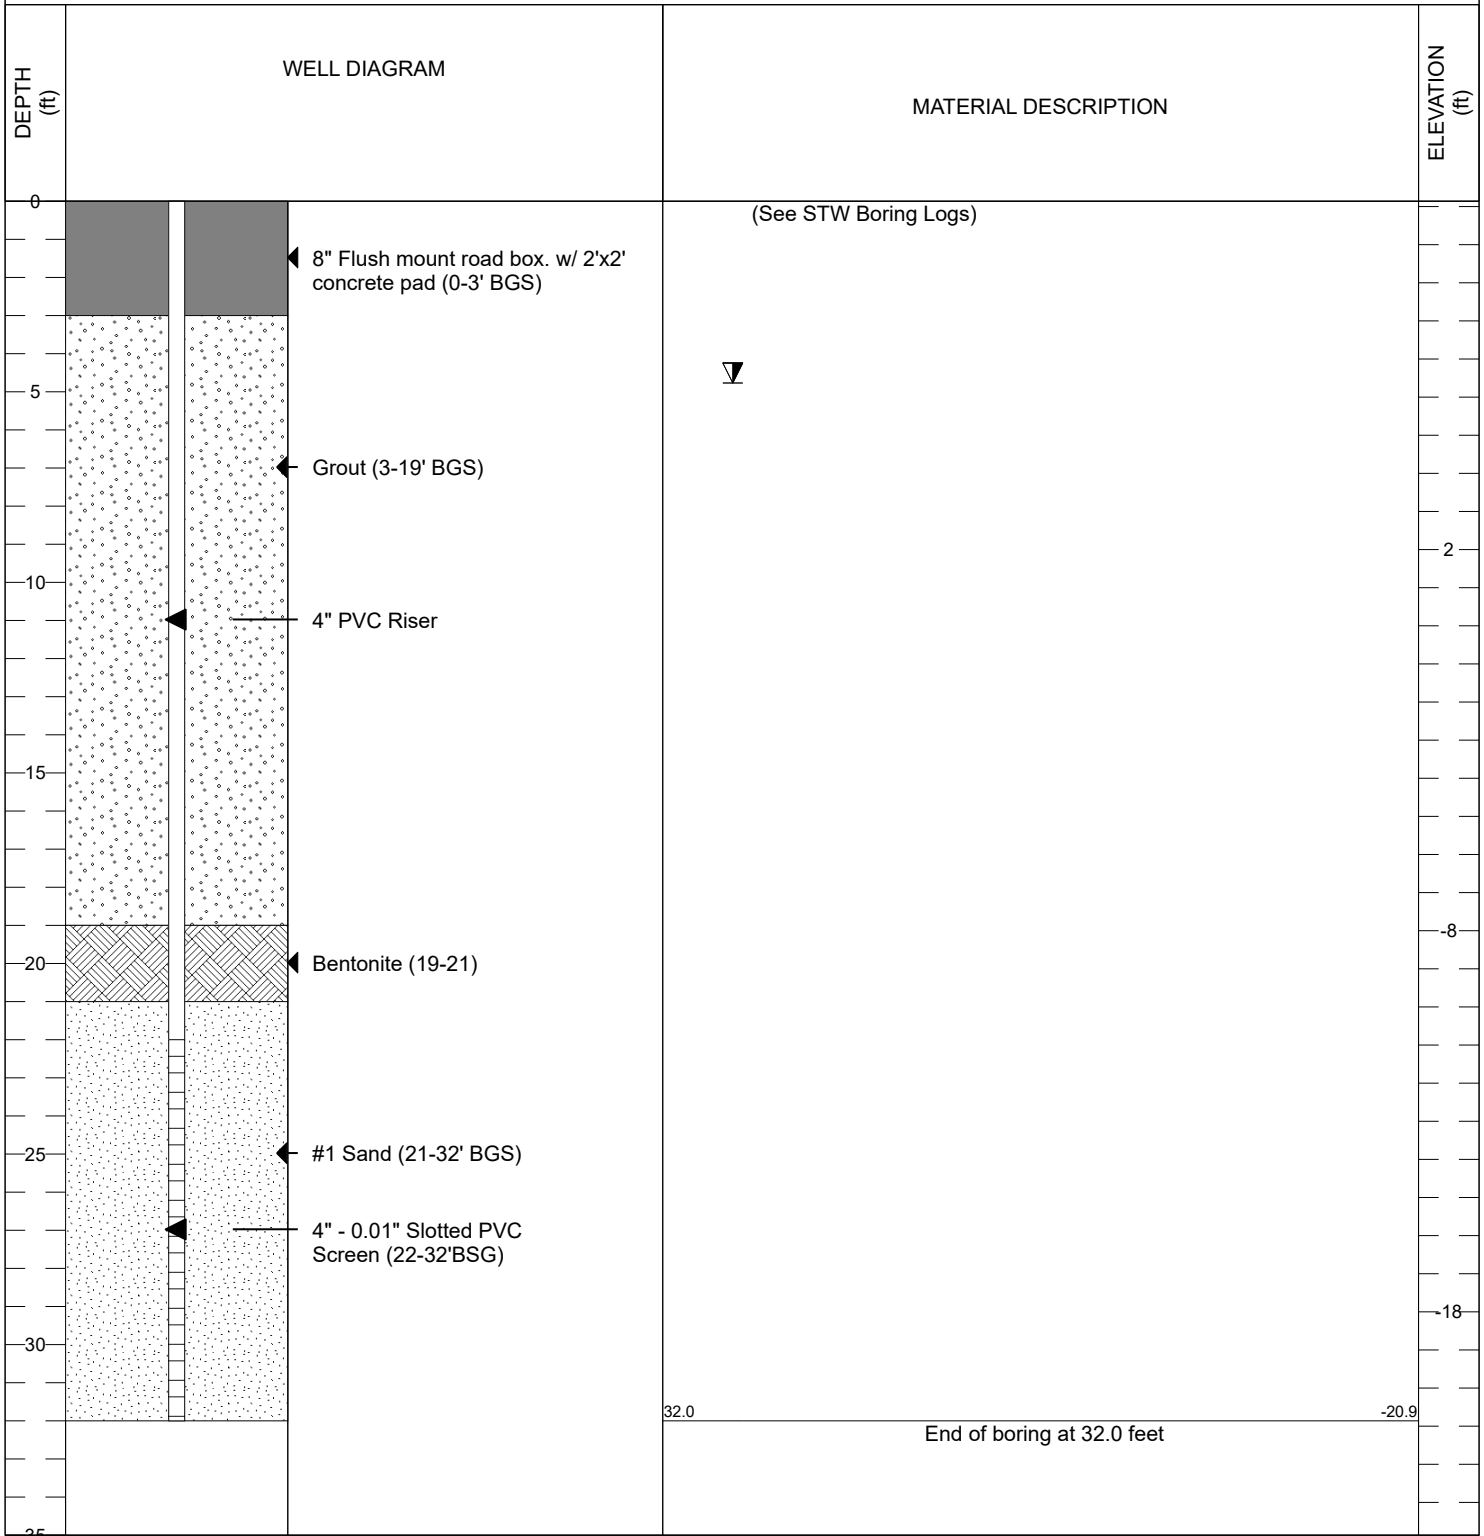 DEPTH
(ft)
WELL DIAGRAM
MATERIAL DESCRIPTION
ELEVATION
(ft)
0
(See STW Boring Logs)
8" Flush mount road box. w/ 2'x2'
concrete pad (0-3' BGS)
5
Grout (3-19' BGS)
2
10
4" PVC Riser
15
-8
20
Bentonite (19-21)
25
#1 Sand (21-32' BGS)
4" - 0.01" Slotted PVC
Screen (22-32'BSG)
-18
30
32.0
-20.9
End of boring at 32.0 feet
35